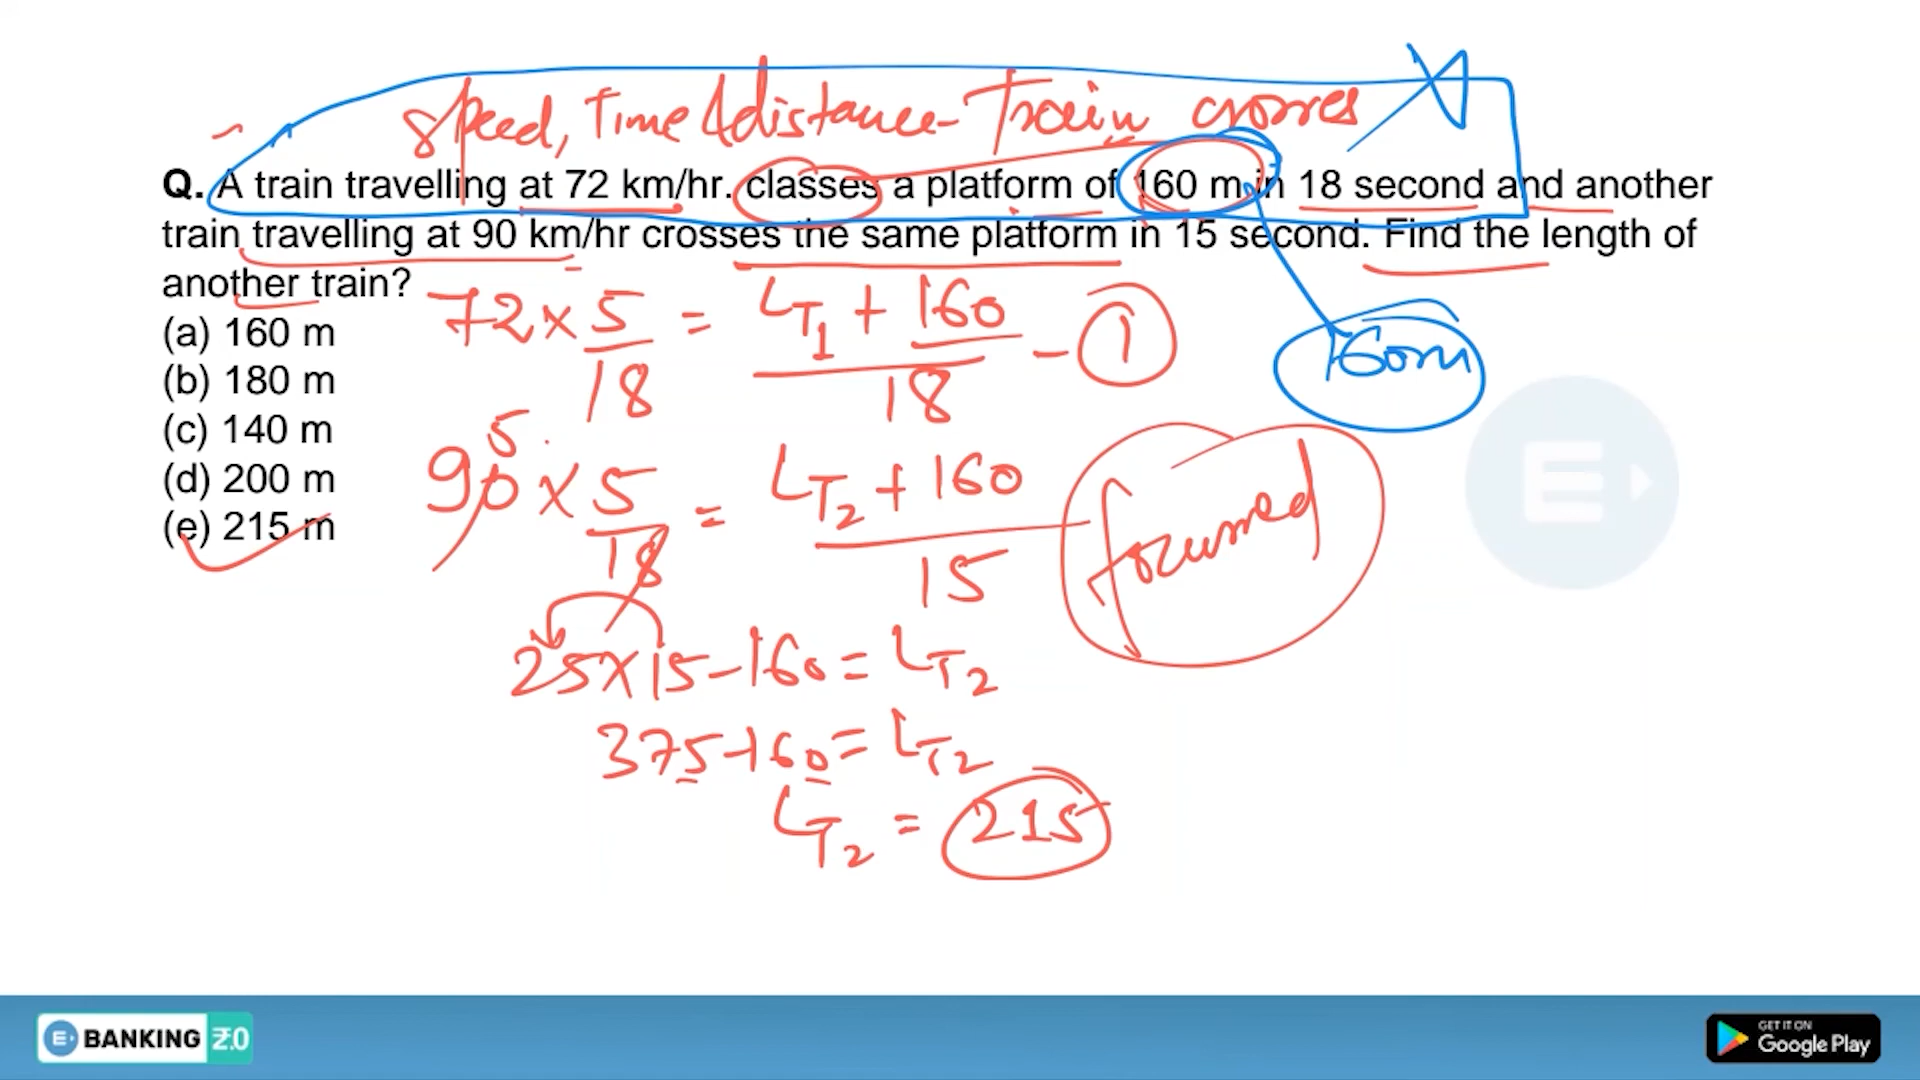 Speed, Time & distance - Train crosses
Q. A train travelling at 72 km/hr. classes a platform of 160 m in 18 second and another
train travelling at 90 km/hr crosses the same platform in 15 second. Find the length of
another train?
(a) 160 m
(b) 180 m
(c) 140 m
(d) 200 m
(e) 215 m
72 × 5/18 = LT1 + 160/18 - 1
160m
5
90 × 5/18 = LT2 + 160/15
focussed
25×15-160 = LT2
375-160 = LT2
LT2 = 215
E BANKING 2.0
GET IT ON
Google Play